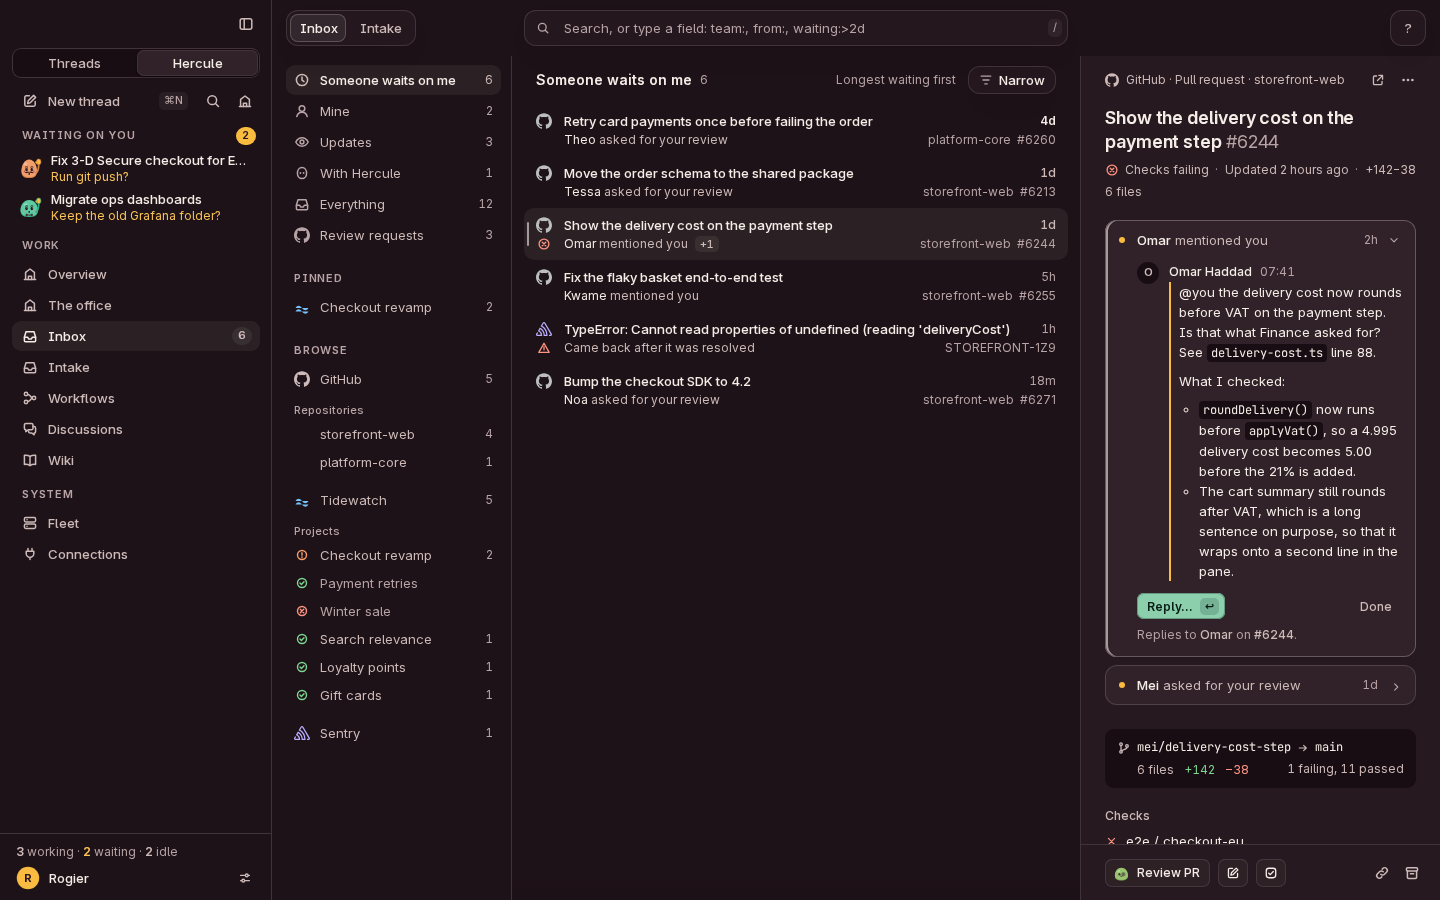 Threads
Hercule
New thread
⌘N
WAITING ON YOU
2
Fix 3-D Secure checkout for E...
Run git push?
Migrate ops dashboards
Keep the old Grafana folder?
WORK
Overview
The office
Inbox
6
Intake
Workflows
Discussions
Wiki
SYSTEM
Fleet
Connections
3 working · 2 waiting · 2 idle
R
Rogier
Inbox
Intake
Search, or type a field: team:, from:, waiting:>2d
/
?
Someone waits on me 6
Mine 2
Updates 3
With Hercule 1
Everything 12
Review requests 3
PINNED
Checkout revamp 2
BROWSE
GitHub 5
Repositories
storefront-web 4
platform-core 1
Tidewatch 5
Projects
Checkout revamp 2
Payment retries
Winter sale
Search relevance 1
Loyalty points 1
Gift cards 1
Sentry 1
Someone waits on me 6
Longest waiting first
Narrow
Retry card payments once before failing the order 4d
Theo asked for your review platform-core #6260
Move the order schema to the shared package 1d
Tessa asked for your review storefront-web #6213
Show the delivery cost on the payment step 1d
Omar mentioned you +1 storefront-web #6244
Fix the flaky basket end-to-end test 5h
Kwame mentioned you storefront-web #6255
TypeError: Cannot read properties of undefined (reading 'deliveryCost') 1h
Came back after it was resolved STOREFRONT-1Z9
Bump the checkout SDK to 4.2 18m
Noa asked for your review storefront-web #6271
GitHub · Pull request · storefront-web
Show the delivery cost on the
payment step #6244
Checks failing · Updated 2 hours ago · +142−38
6 files
Omar mentioned you 2h
O
Omar Haddad 07:41
@you the delivery cost now rounds
before VAT on the payment step.
Is that what Finance asked for?
See delivery-cost.ts line 88.
What I checked:
roundDelivery() now runs
before applyVat(), so a 4.995
delivery cost becomes 5.00
before the 21% is added.
The cart summary still rounds
after VAT, which is a long
sentence on purpose, so that it
wraps onto a second line in the
pane.
Reply... ↩
Done
Replies to Omar on #6244.
Mei asked for your review 1d
mei/delivery-cost-step → main
6 files +142 −38 1 failing, 11 passed
Checks
e2e / checkout-eu
Review PR